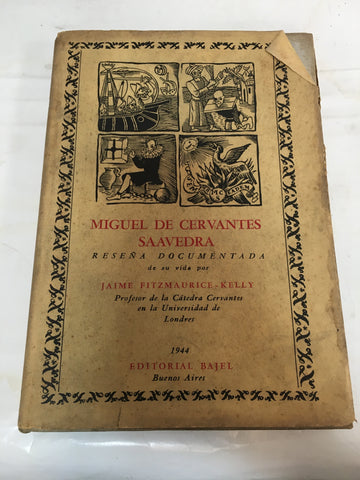 MIGUEL DE CERVANTES
SAAVEDRA
RESEÑA DOCUMENTADA
de su vida por
JAIME FITZMAURICE-KELLY
Profesor de la Cátedra Cervantes
en la Universidad de
Londres
1944
EDITORIAL BAJEL
Buenos Aires